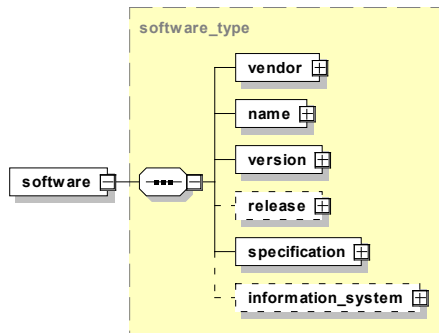 software_type
vendor
name
version
software
release
specification
information_system